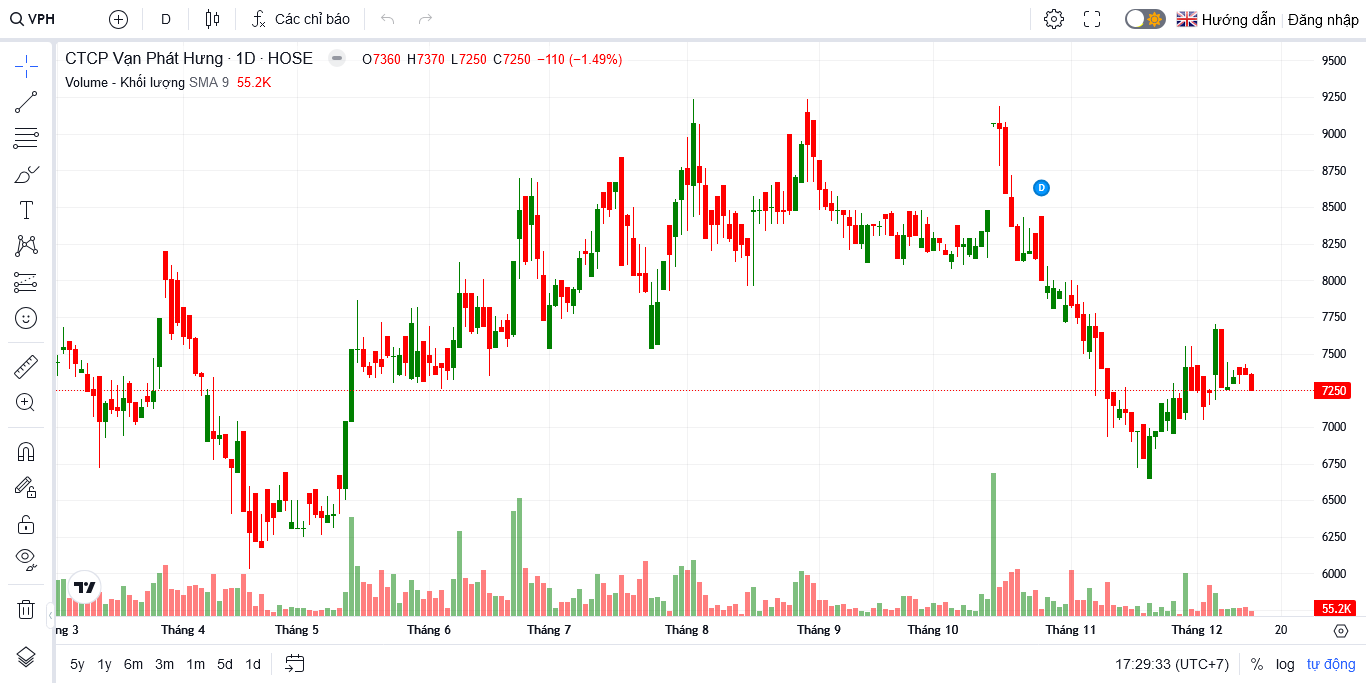 VPH D Các chỉ báo Hướng dẫn Đăng nhập
CTCP Vạn Phát Hưng · 1D · HOSE O7360 H7370 L7250 C7250 −110 (−1.49%)
Volume - Khối lượng SMA 9 55.2K
9500
9250
9000
8750
8500
D
8250
8000
7750
7500
7250
7000
6750
6500
6250
6000
55.2K
ng 3 Tháng 4 Tháng 5 Tháng 6 Tháng 7 Tháng 8 Tháng 9 Tháng 10 Tháng 11 Tháng 12 20
5y 1y 6m 3m 1m 5d 1d 17:29:33 (UTC+7) % log tự động